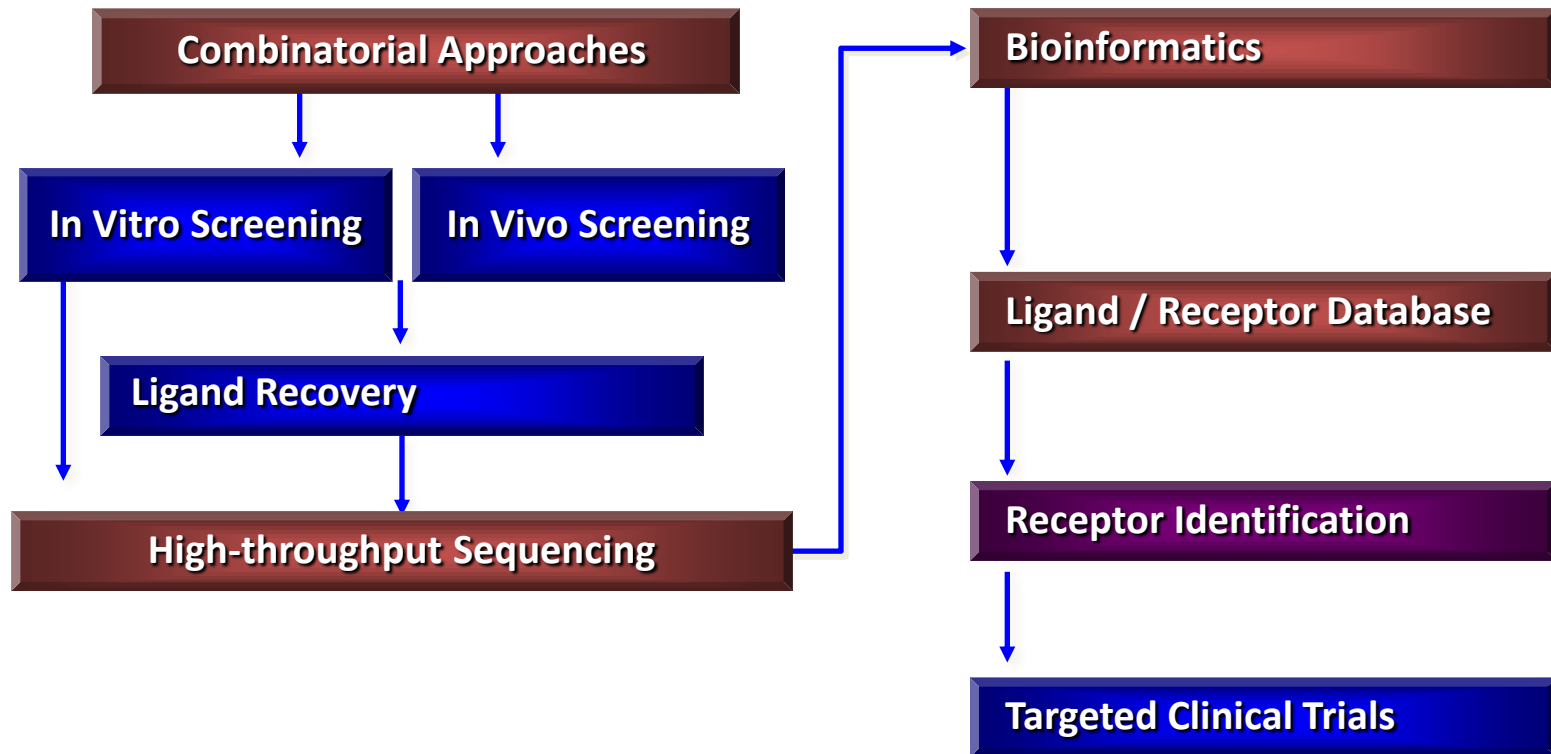 Combinatorial Approaches
In Vitro Screening
In Vivo Screening
Ligand Recovery
High-throughput Sequencing
Bioinformatics
Ligand / Receptor Database
Receptor Identification
Targeted Clinical Trials